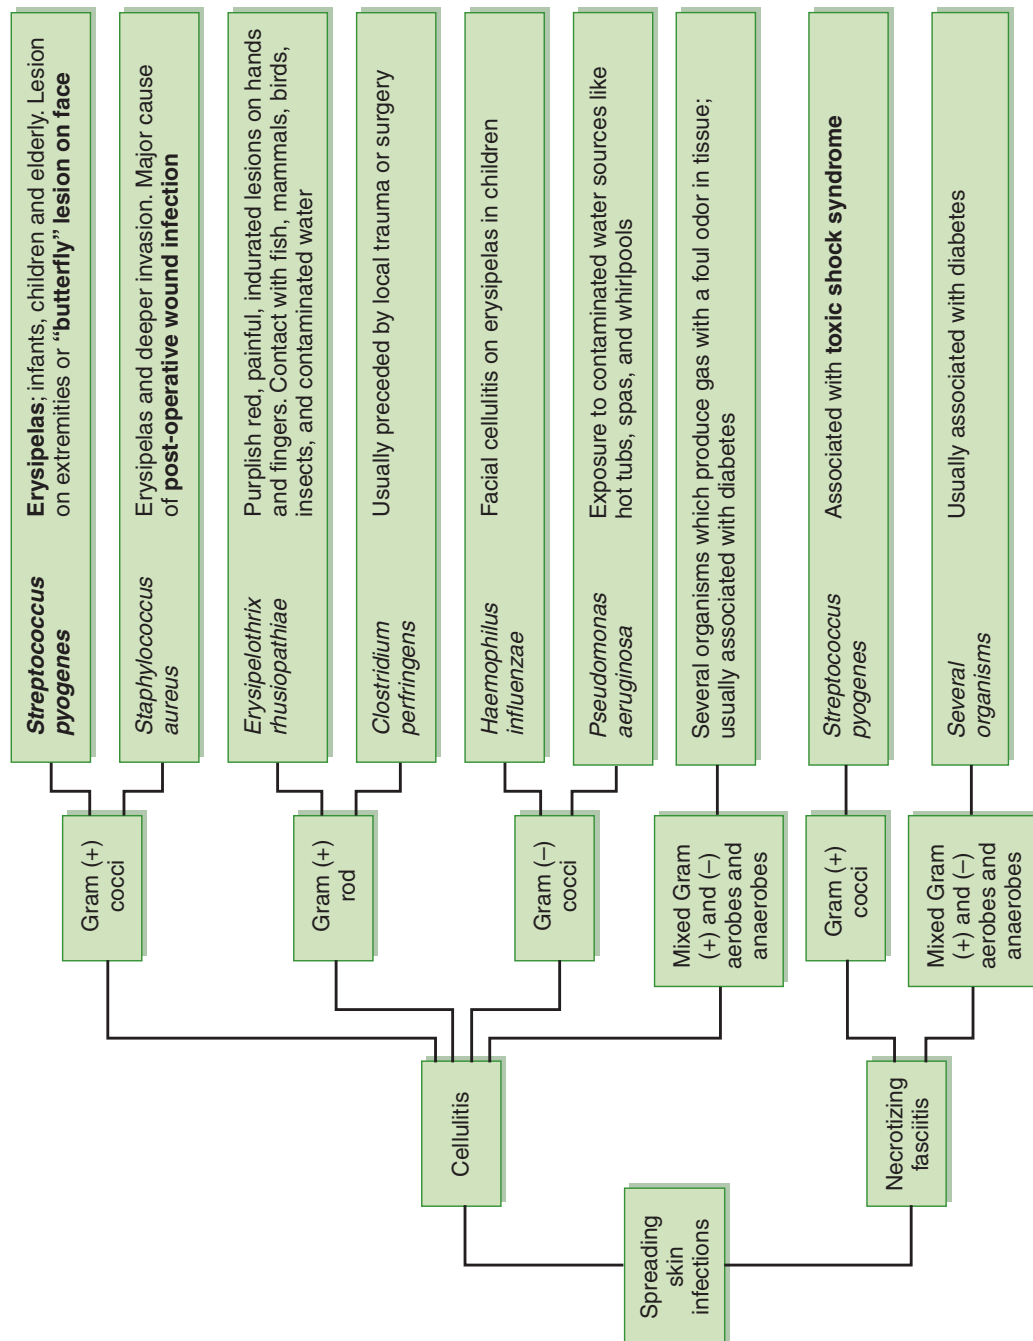 Spreading
skin
infections
Cellulitis
Gram (+)
cocci
Streptococcus
pyogenes
Erysipelas; infants, children and elderly. Lesion
on extremities or “butterfly” lesion on face
Staphylococcus
aureus
Erysipelas and deeper invasion. Major cause
of post-operative wound infection
Gram (+)
rod
Erysipelothrix
rhusiopathiae
Purplish red, painful, indurated lesions on hands
and fingers. Contact with fish, mammals, birds,
insects, and contaminated water
Clostridium
perfringens
Usually preceded by local trauma or surgery
Gram (–)
cocci
Haemophilus
influenzae
Facial cellulitis on erysipelas in children
Pseudomonas
aeruginosa
Exposure to contaminated water sources like
hot tubs, spas, and whirlpools
Mixed Gram
(+) and (–)
aerobes and
anaerobes
Several organisms which produce gas with a foul odor in tissue;
usually associated with diabetes
Necrotizing
fasciitis
Gram (+)
cocci
Streptococcus
pyogenes
Associated with toxic shock syndrome
Mixed Gram
(+) and (–)
aerobes and
anaerobes
Several
organisms
Usually associated with diabetes